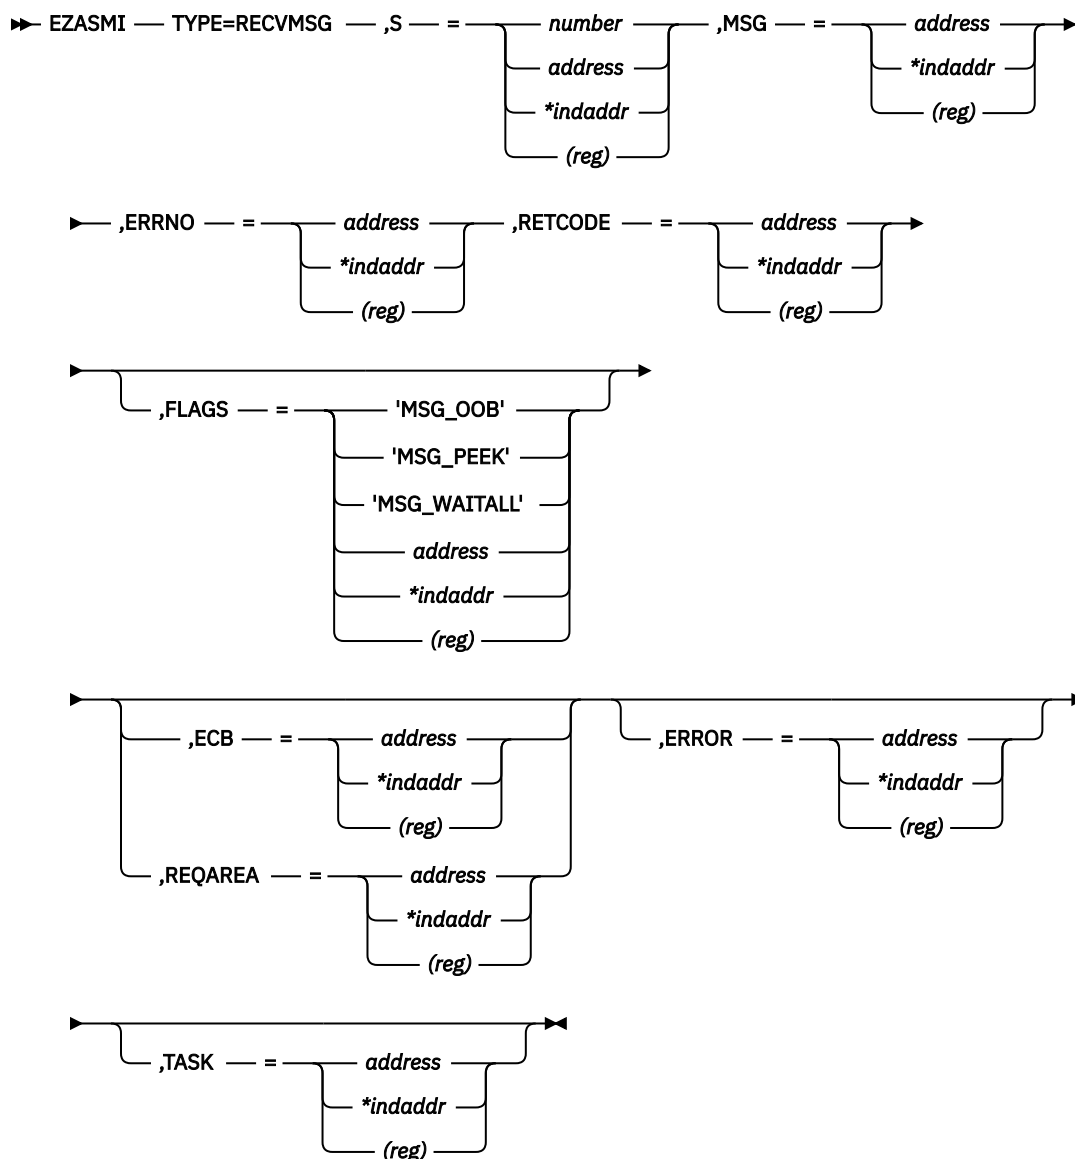 EZASMI TYPE=RECVMSG ,S = number ,MSG = address
address *indaddr
*indaddr (reg)
(reg)
,ERRNO = address ,RETCODE = address
*indaddr *indaddr
(reg) (reg)
,FLAGS = 'MSG_OOB'
'MSG_PEEK'
'MSG_WAITALL'
address
*indaddr
(reg)
,ECB = address ,ERROR = address
*indaddr *indaddr
(reg) (reg)
,REQAREA = address
*indaddr
(reg)
,TASK = address
*indaddr
(reg)